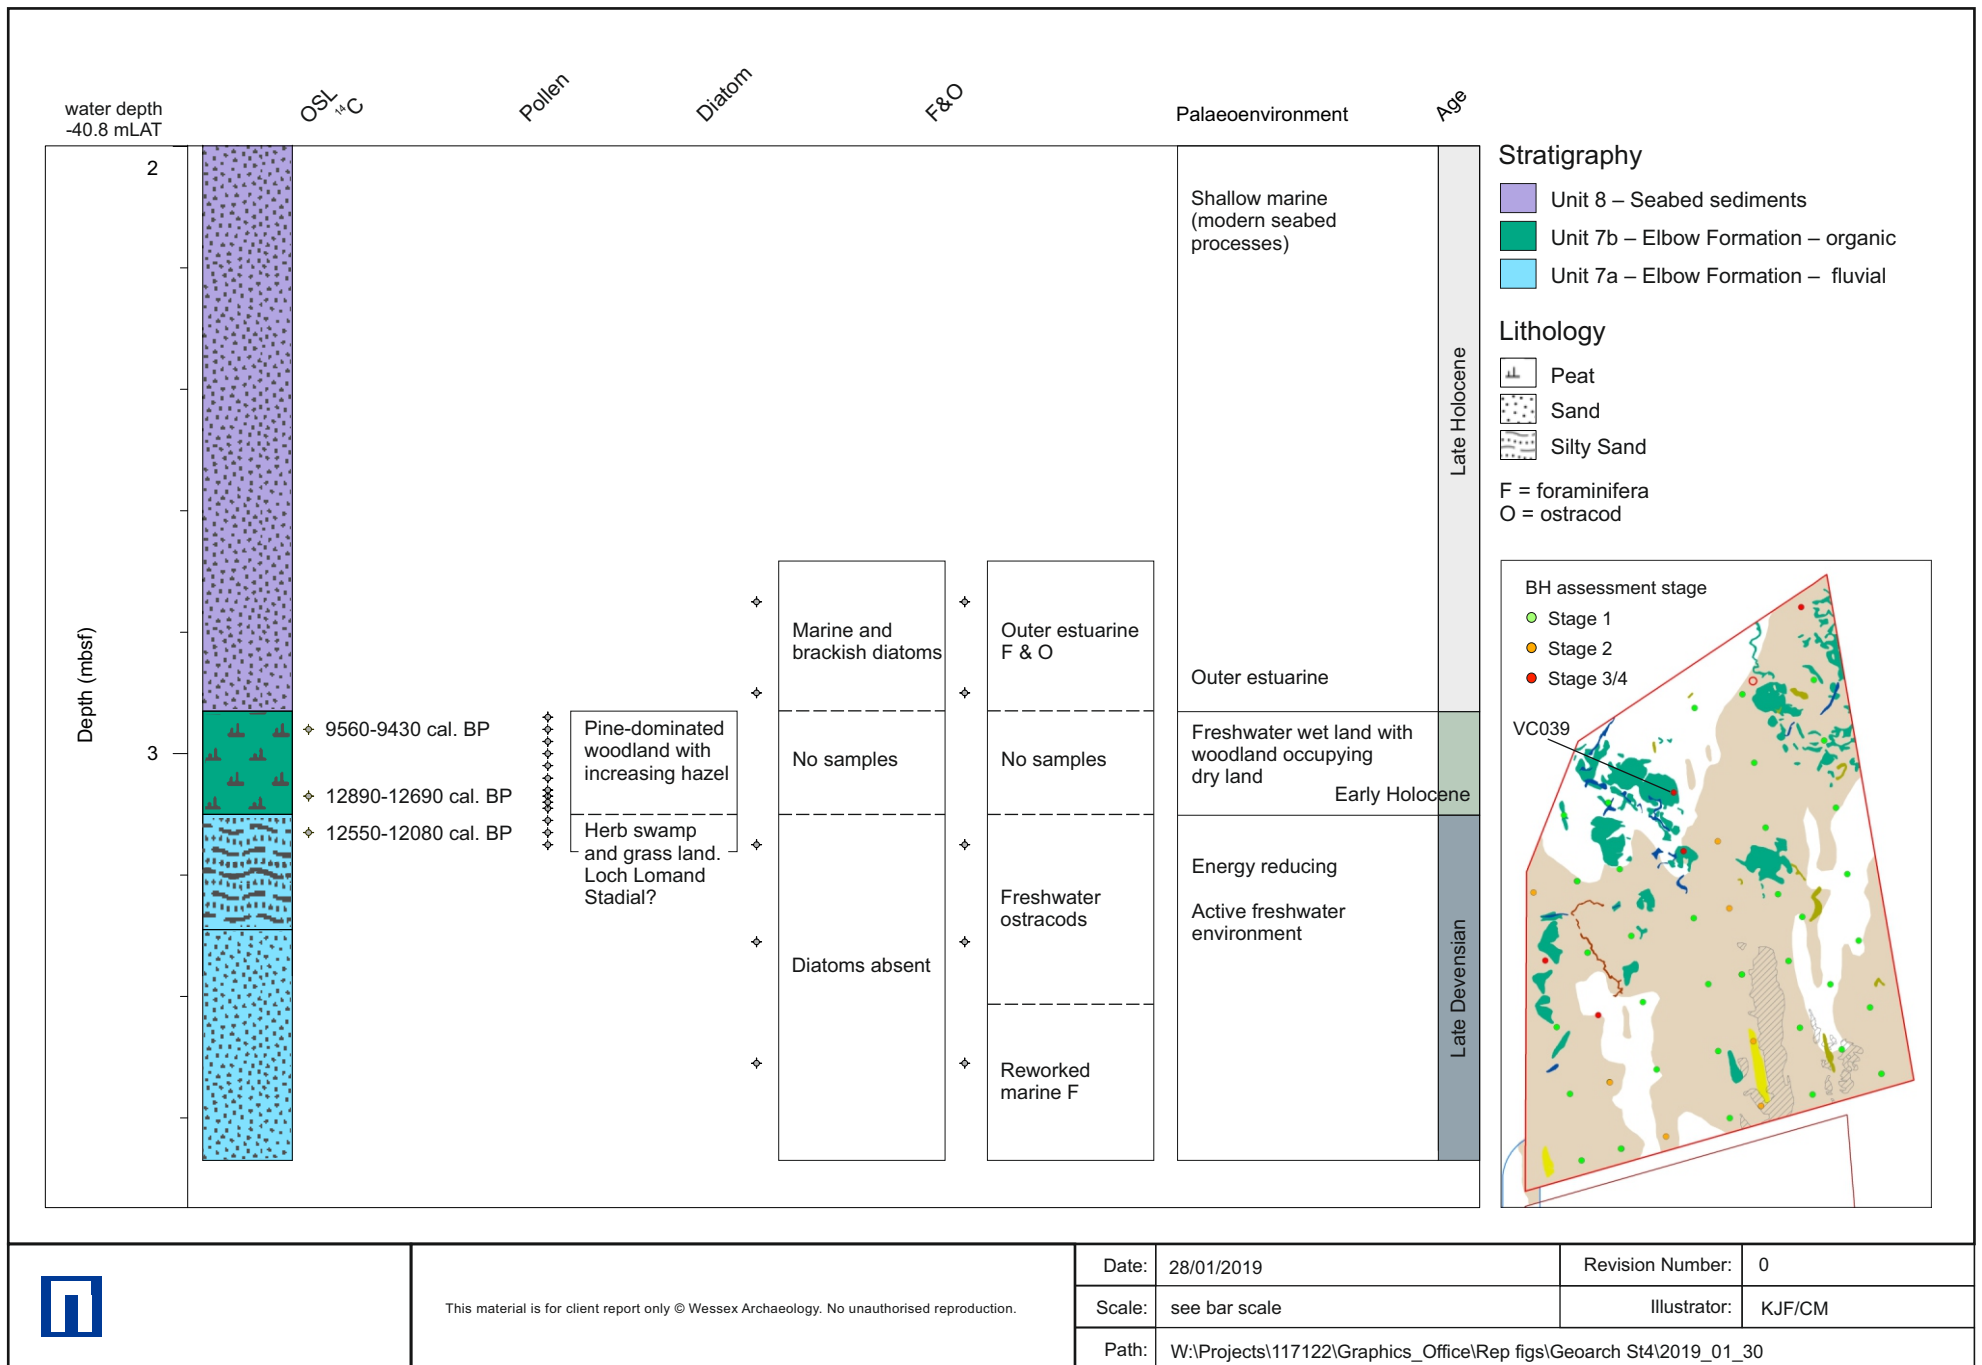 water depth
-40.8 mLAT
OSL
14C
Pollen
Diatom
F&O
Palaeoenvironment
Age
Depth (mbsf)
2
3
9560-9430 cal. BP
12890-12690 cal. BP
12550-12080 cal. BP
Pine-dominated
woodland with
increasing hazel
Herb swamp
and grass land.
Loch Lomand
Stadial?
Marine and
brackish diatoms
No samples
Diatoms absent
Outer estuarine
F & O
No samples
Freshwater
ostracods
Reworked
marine F
Shallow marine
(modern seabed
processes)
Outer estuarine
Freshwater wet land with
woodland occupying
dry land
Energy reducing
Active freshwater
environment
Late Holocene
Early Holocene
Late Devensian
Stratigraphy
Unit 8 – Seabed sediments
Unit 7b – Elbow Formation – organic
Unit 7a – Elbow Formation – fluvial
Lithology
Peat
Sand
Silty Sand
F = foraminifera
O = ostracod
BH assessment stage
Stage 1
Stage 2
Stage 3/4
VC039
This material is for client report only © Wessex Archaeology. No unauthorised reproduction.
Date: 28/01/2019 Revision Number: 0
Scale: see bar scale Illustrator: KJF/CM
Path: W:\Projects\117122\Graphics_Office\Rep figs\Geoarch St4\2019_01_30